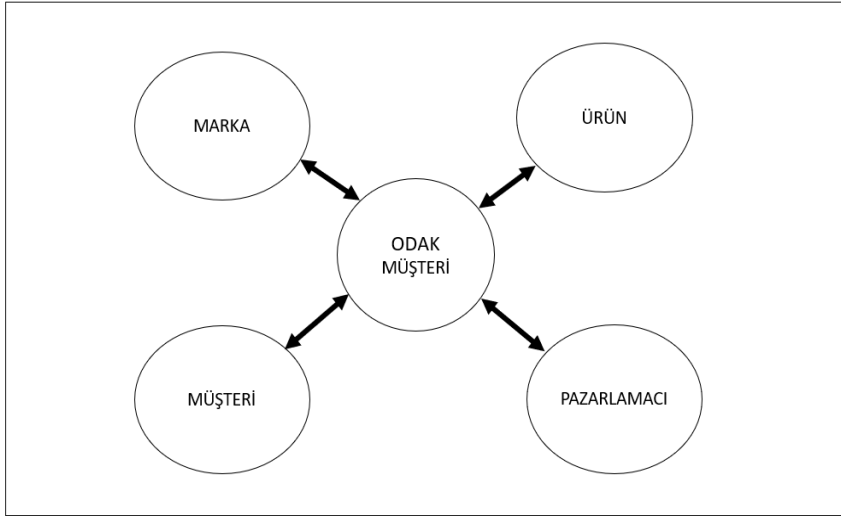 MARKA
ÜRÜN
ODAK
MÜŞTERİ
MÜŞTERİ
PAZARLAMACI